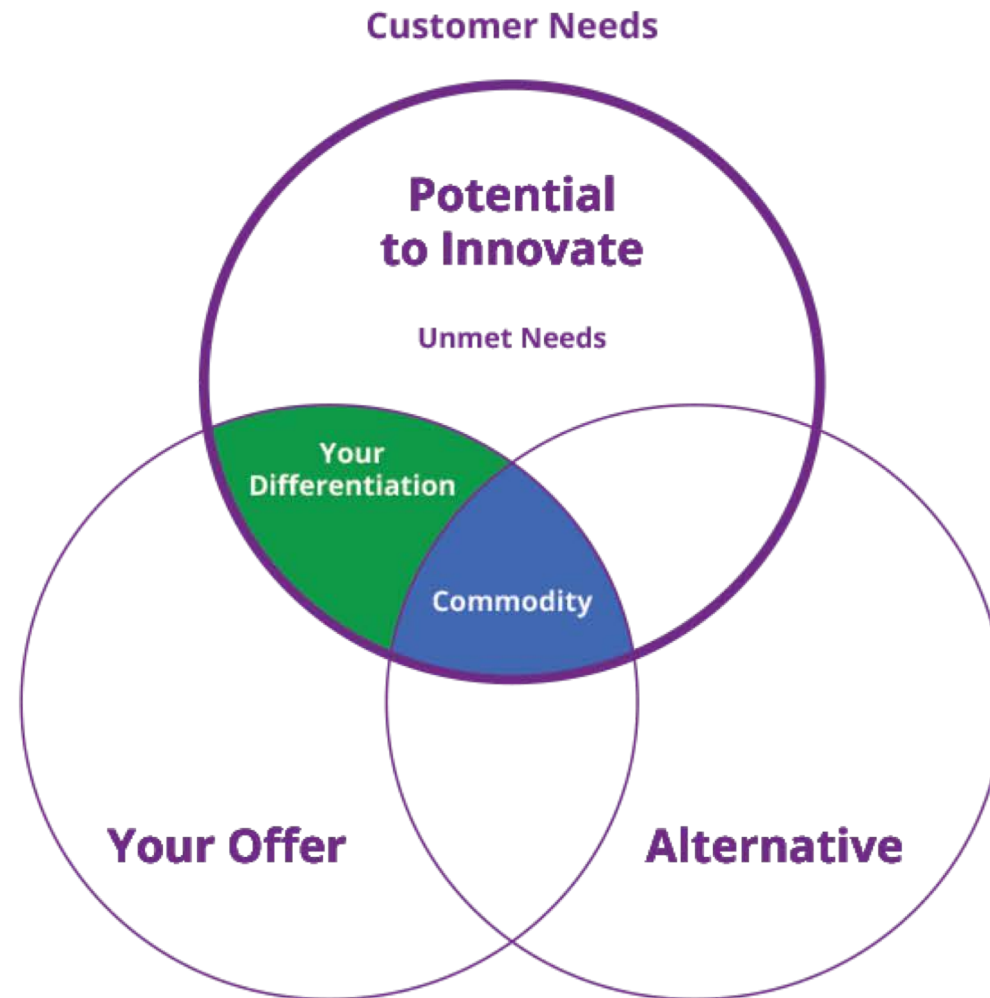 Customer Needs
Potential
to Innovate
Unmet Needs
Your
Differentiation
Commodity
Your Offer
Alternative